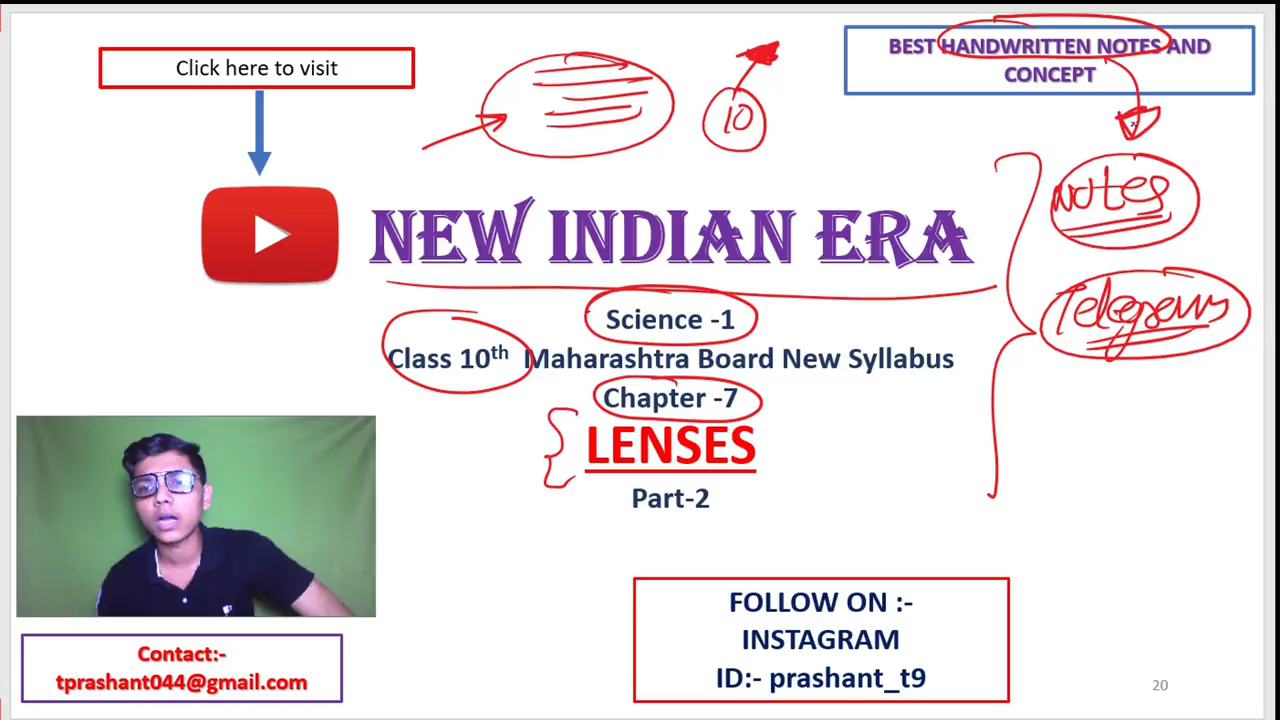 Click here to visit
BEST HANDWRITTEN NOTES AND
CONCEPT
10
NEW INDIAN ERA
Notes
Telegram
Science -1
Class 10th Maharashtra Board New Syllabus
Chapter -7
LENSES
Part-2
FOLLOW ON :-
INSTAGRAM
ID:- prashant_t9
Contact:-
tprashant044@gmail.com
20